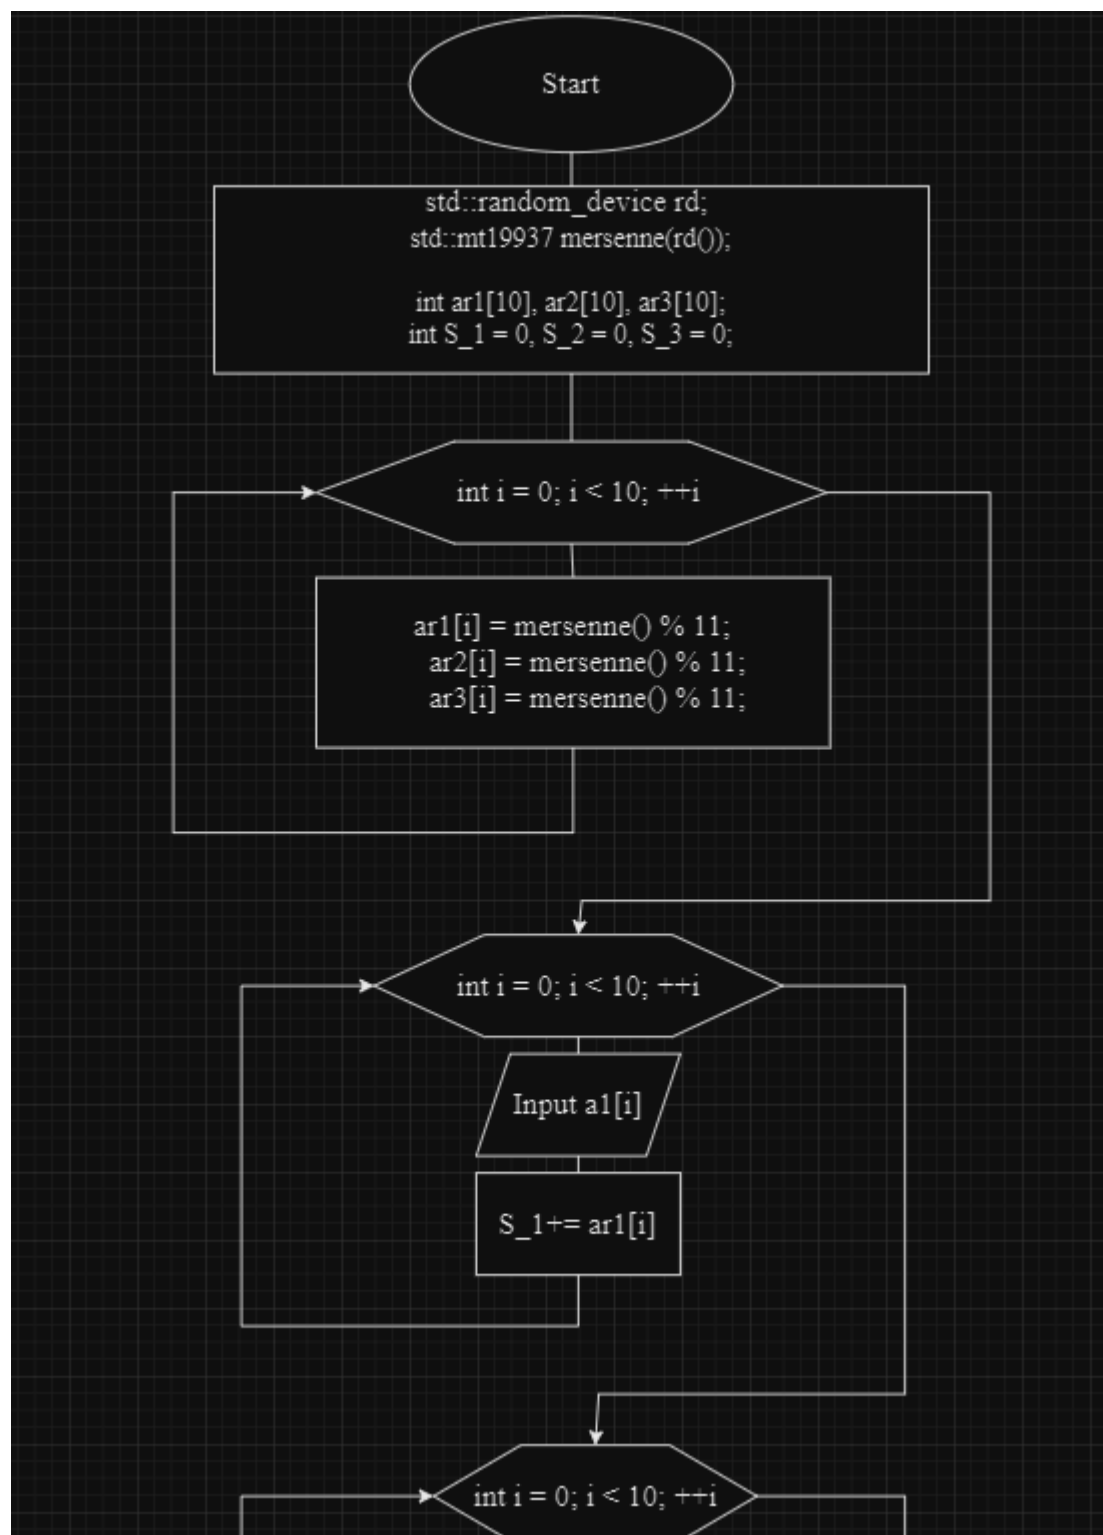 Start
std::random_device rd;
std::mt19937 mersenne(rd());
int ar1[10], ar2[10], ar3[10];
int S_1 = 0, S_2 = 0, S_3 = 0;
int i = 0; i < 10; ++i
ar1[i] = mersenne() % 11;
ar2[i] = mersenne() % 11;
ar3[i] = mersenne() % 11;
int i = 0; i < 10; ++i
Input a1[i]
S_1+= ar1[i]
int i = 0; i < 10; ++i